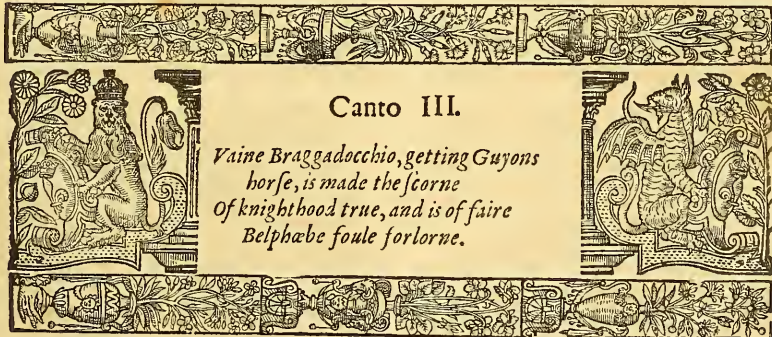 Canto III.
Vaine Braggadocchio, getting Guyons
horſe, is made the ſcorne
Of knighthood true, and is of faire
Belphœbe foule forlorne.